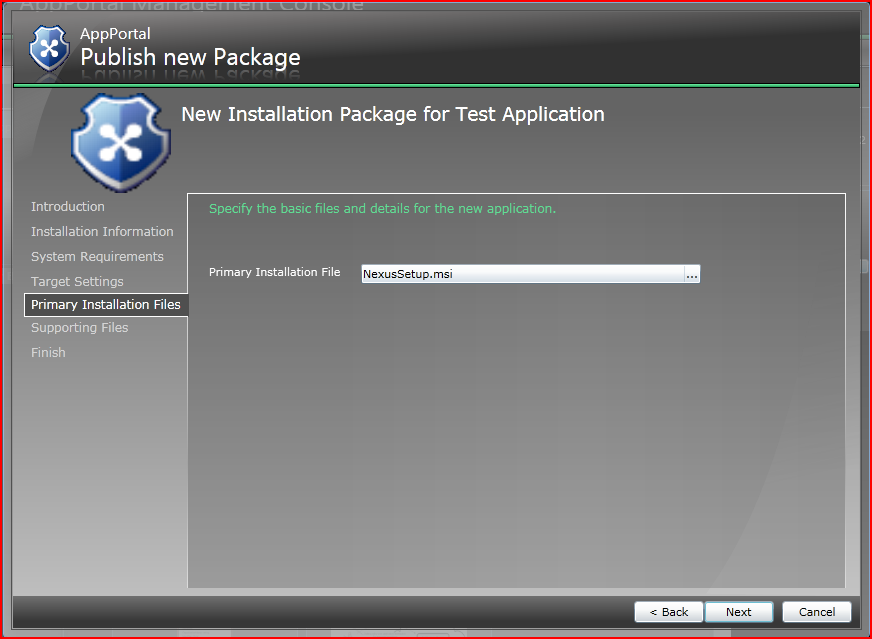 AppPortal Management Console
AppPortal
Publish new Package
New Installation Package for Test Application
Introduction
Installation Information
System Requirements
Target Settings
Primary Installation Files
Supporting Files
Finish
Specify the basic files and details for the new application.
Primary Installation File NexusSetup.msi ...
< Back Next Cancel